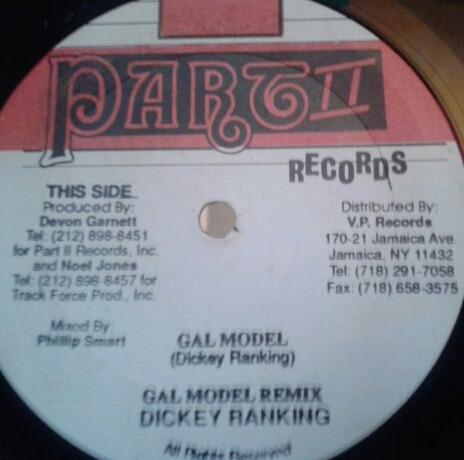 PART II
RECORDS
THIS SIDE
Produced By:
Devon Garnett
Tel: (212) 898-8451
for Part II Records, Inc.
and Noel Jones
Tel: (212) 898-8457 for
Track Force Prod., Inc.
Mixed By:
Phillip Smart
Distributed By:
V.P. Records
170-21 Jamaica Ave.
Jamaica, NY 11432
Tel: (718) 291-7058
Fax: (718) 658-3575
GAL MODEL
(Dickey Ranking)
GAL MODEL REMIX
DICKEY RANKING
All Rights Reserved